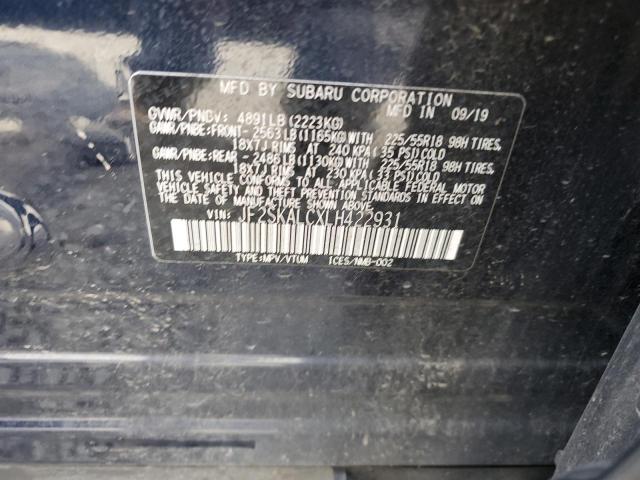 MFD BY SUBARU CORPORATION
MFD IN 09/19
GVWR/PNBV: 4891LB(2223KG)
GAWR/PNBE:FRONT- 2563LB(1165KG)WITH 225/55R18 98H TIRES,
18X7J RIMS AT 240 KPA(35 PSI)COLD
GAWR/PNBE:REAR - 2486LB(1130KG)WITH 225/55R18 98H TIRES,
18X7J RIMS AT 230 KPA(33 PSI)COLD
THIS VEHICLE CONFORMS TO ALL APPLICABLE FEDERAL MOTOR
VEHICLE SAFETY AND THEFT PREVENTION STANDARDS IN EFFECT ON
THE DATE OF MANUFACTURE SHOWN ABOVE.
VIN: JF2SKALCXLH422931
TYPE:MPV/VTUM ICES/NMB-002